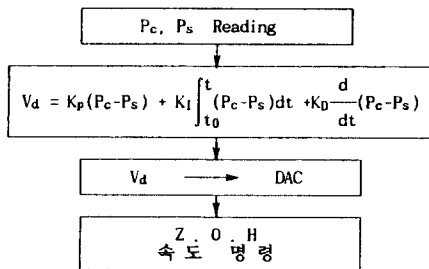 Pc, Ps Reading
Vd = Kp(Pc-Ps) + KI∫t0t(Pc-Ps)dt +KD d/dt (Pc-Ps)
Vd → DAC
Z . O . H
속도 명령